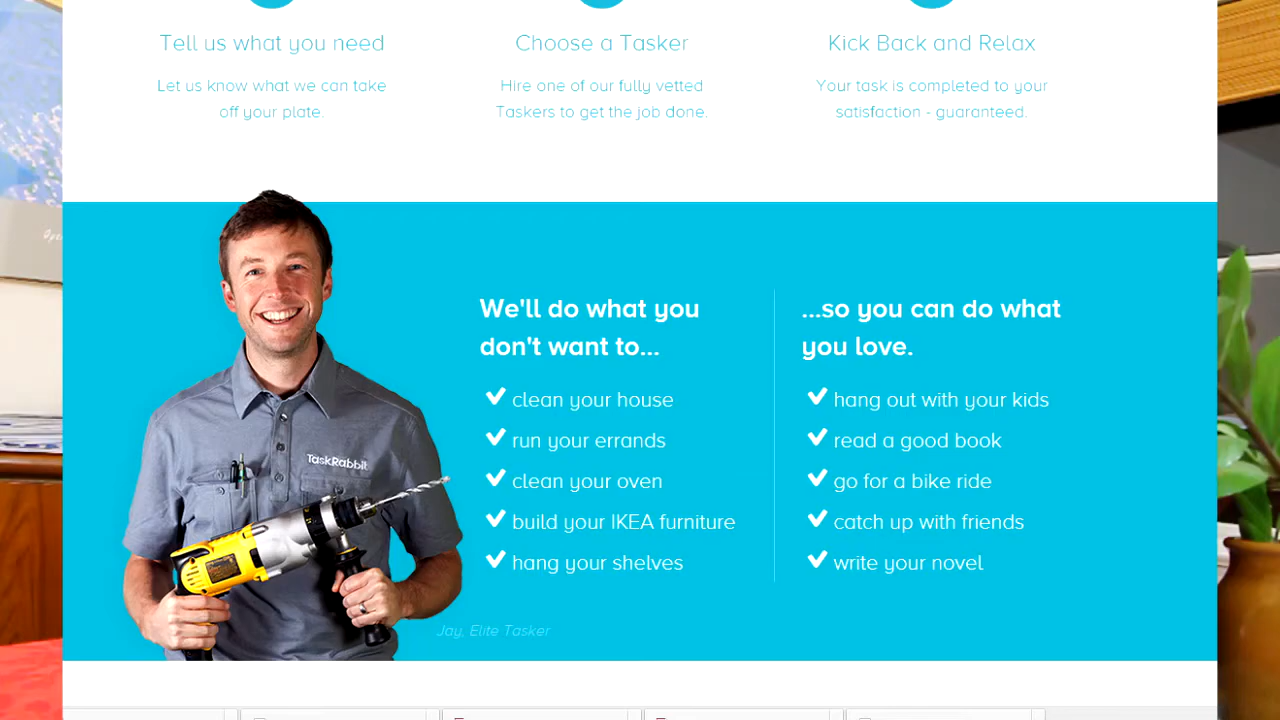 Tell us what you need
Let us know what we can take
off your plate.
Choose a Tasker
Hire one of our fully vetted
Taskers to get the job done.
Kick Back and Relax
Your task is completed to your
satisfaction - guaranteed.
TaskRabbit
We'll do what you
don't want to...
clean your house
run your errands
clean your oven
build your IKEA furniture
hang your shelves
...so you can do what
you love.
hang out with your kids
read a good book
go for a bike ride
catch up with friends
write your novel
Jay, Elite Tasker